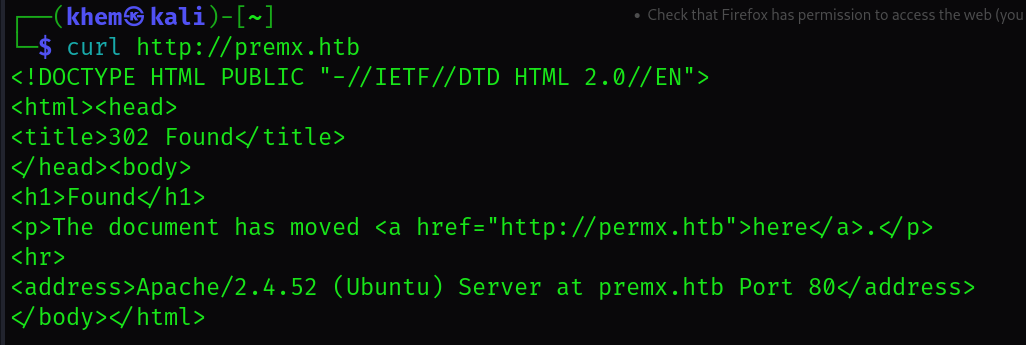 ┌──(khem㉿kali)-[~]
• Check that Firefox has permission to access the web (you
└─$ curl http://premx.htb
<!DOCTYPE HTML PUBLIC "-//IETF//DTD HTML 2.0//EN">
<html><head>
<title>302 Found</title>
</head><body>
<h1>Found</h1>
<p>The document has moved <a href="http://permx.htb">here</a>.</p>
<hr>
<address>Apache/2.4.52 (Ubuntu) Server at premx.htb Port 80</address>
</body></html>